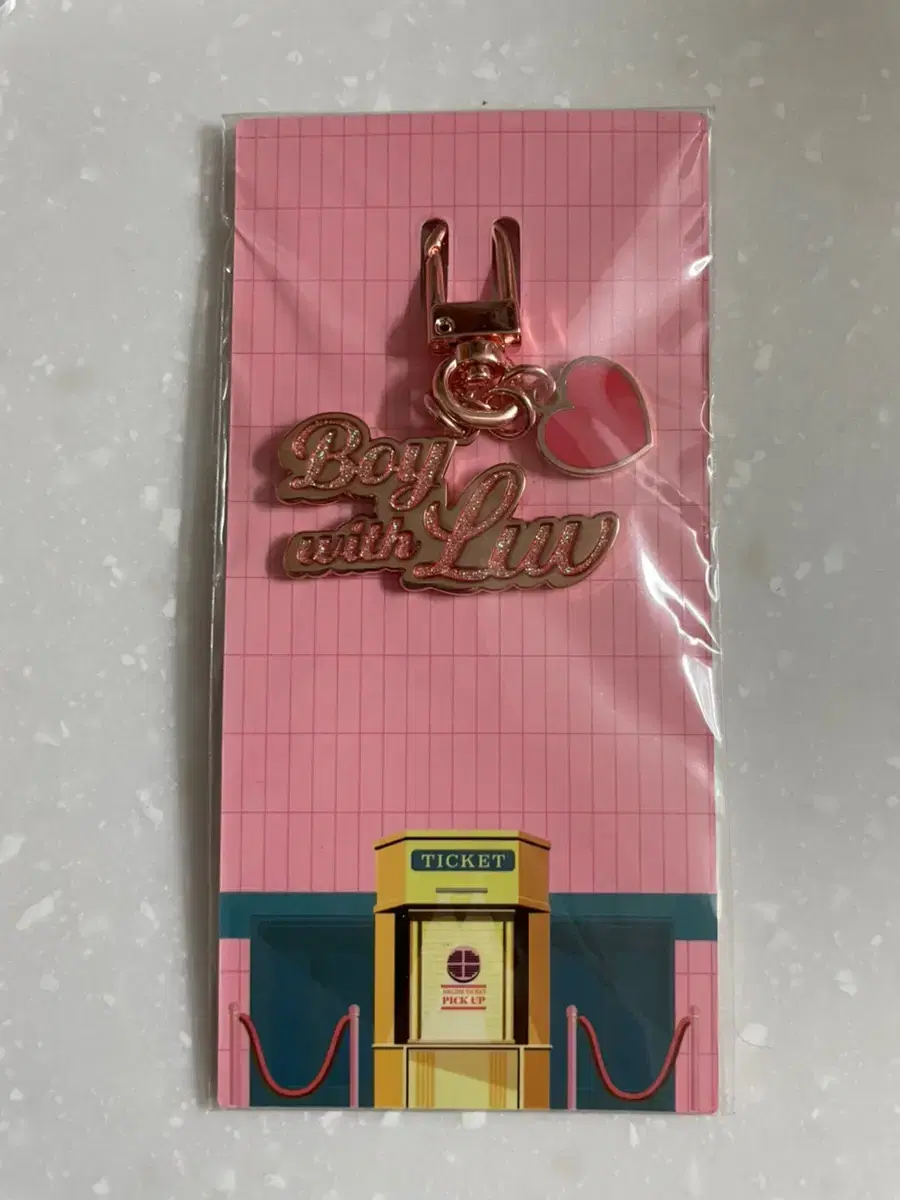 Boy
with Luv
TICKET
PICK UP